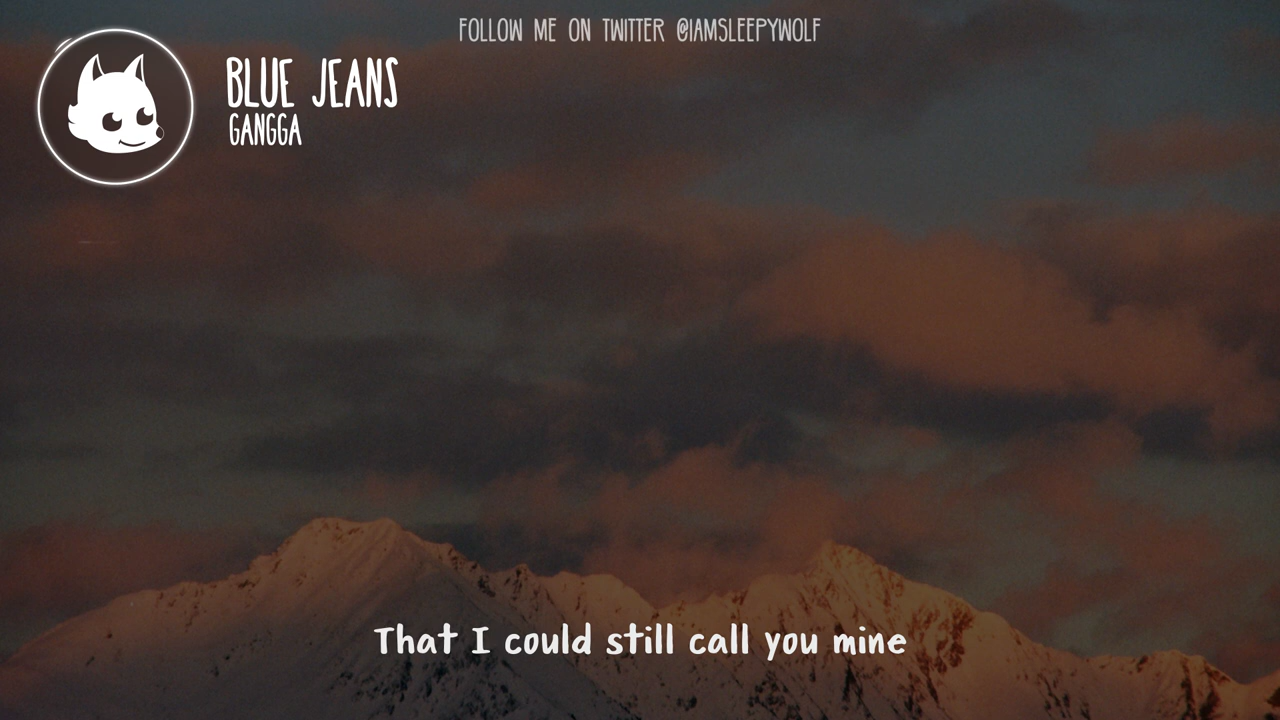 FOLLOW ME ON TWITTER @IAMSLEEPYWOLF
BLUE JEANS
GANGGA
That I could still call you mine